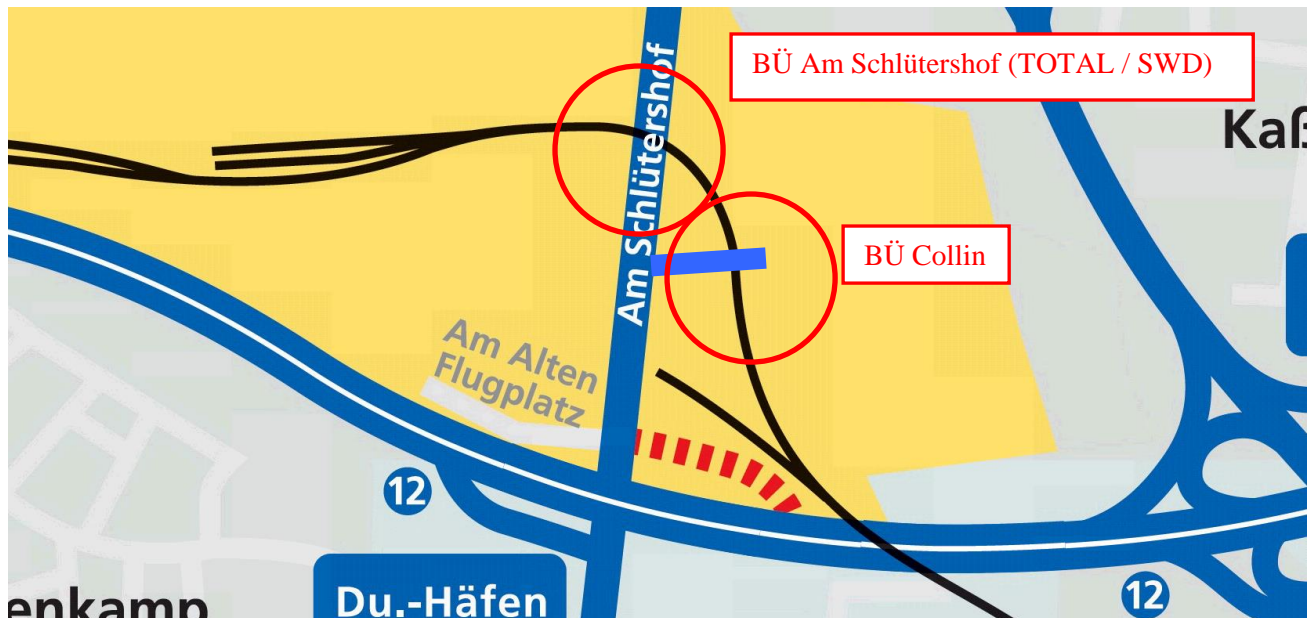 BÜ Am Schlütershof (TOTAL / SWD)
Kaß
Am Schlütershof
BÜ Collin
Am Alten
Flugplatz
12
12
Du.-Häfen
enkamp